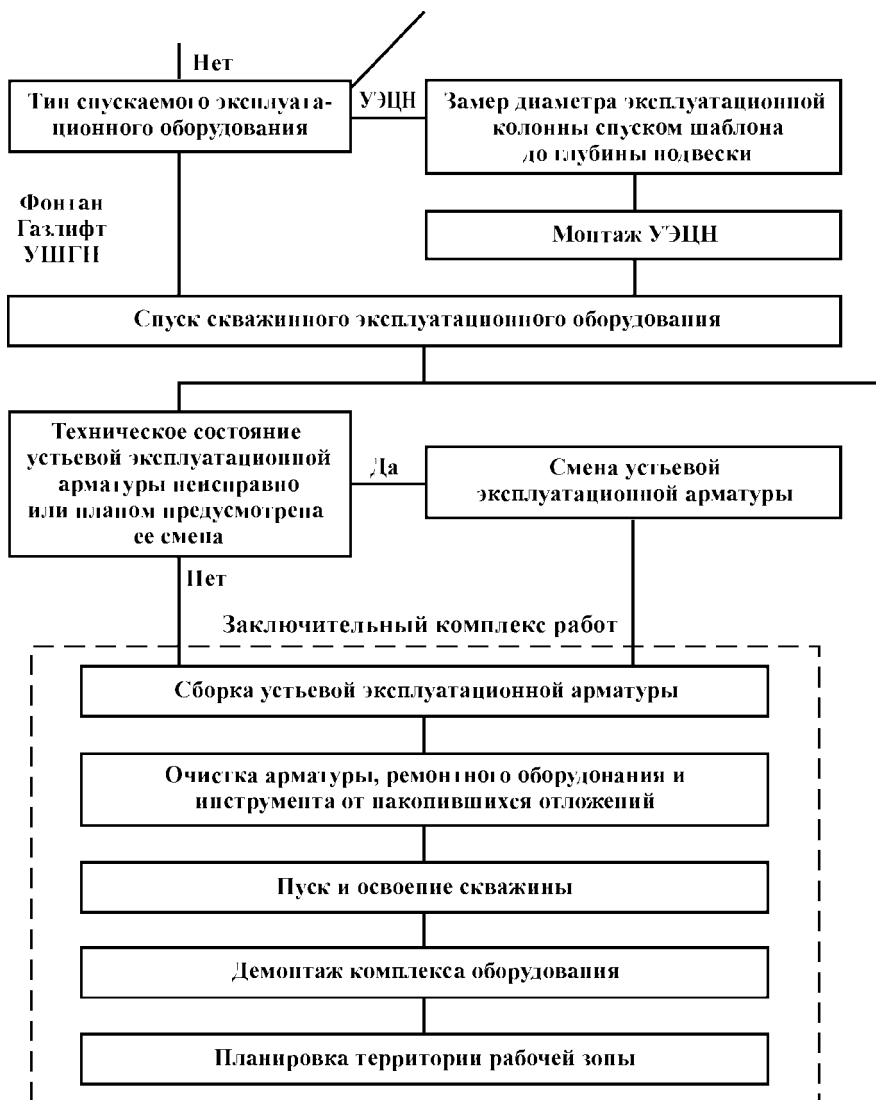 Нет
Тип спускаемого эксплуата-
ционного оборудования
УЭЦН
Замер диаметра эксплуатационной
колонны спуском шаблона
до глубины подвески
Фонтан
Газлифт
УШГН
Монтаж УЭЦН
Спуск скважинного эксплуатационного оборудования
Техническое состояние
устьевой эксплуатационной
арматуры неисправно
или планом предусмотрена
ее смена
Да
Смена устьевой
эксплуатационной арматуры
Нет
Заключительный комплекс работ
Сборка устьевой эксплуатационной арматуры
Очистка арматуры, ремонтного оборудонания и
инструмента от накопившихся отложений
Пуск и освоение скважины
Демонтаж комплекса оборудования
Планировка территории рабочей зоны